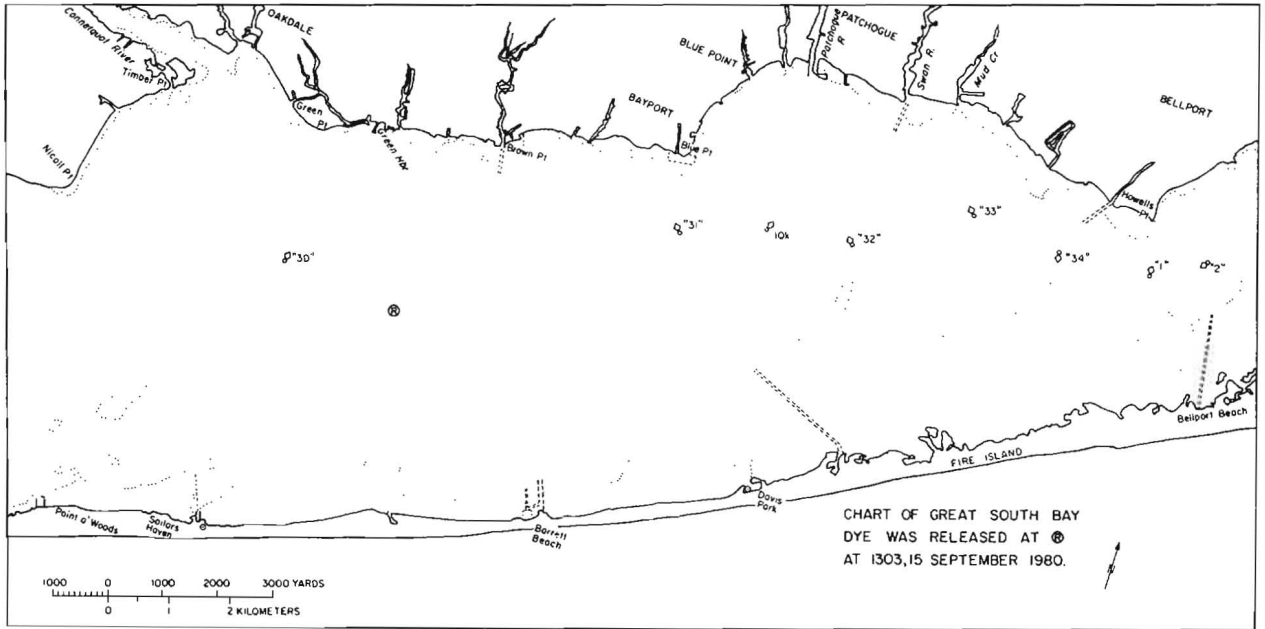 Connetquot River
OAKDALE
Timber Pt
Nicoll Pt
Green
Pt
Green Hbr
Brown Pt
BAYPORT
BLUE POINT
Blue Pt
Patchogue
R.
PATCHOGUE
Swan R.
Mud Cr
BELLPORT
Howells
Pt
"30"
"31"
10k
"32"
"33"
"34"
"1"
"2"
R
Point o' Woods
Sailors
Haven
Barrett
Beach
Davis
Park
FIRE ISLAND
Bellport Beach
CHART OF GREAT SOUTH BAY
DYE WAS RELEASED AT ®
AT 1303, 15 SEPTEMBER 1980.
N
1000 0 1000 2000 3000 YARDS
0 1 2 KILOMETERS